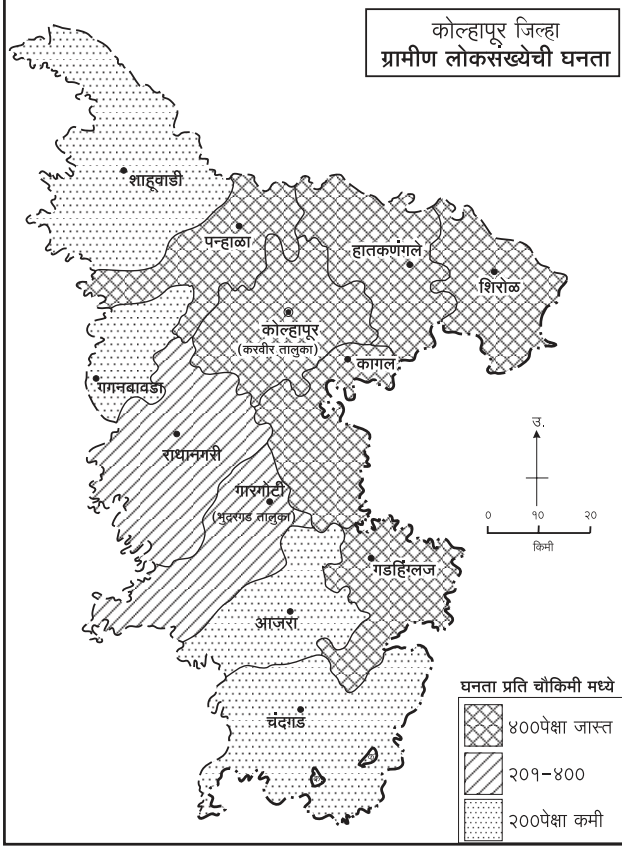 कोल्हापूर जिल्हा
ग्रामीण लोकसंख्येची घनता
शाहूवाडी
पन्हाळा
हातकणंगले
शिरोळ
कोल्हापूर
(करवीर तालुका)
कागल
गगनबावडा
राधानगरी
उ.
गारगोटी
(भुदरगड तालुका)
० १० २०
किमी
गडहिंग्लज
आजरा
चंदगड
घनता प्रति चौकिमी मध्ये
४००पेक्षा जास्त
२०१-४००
२००पेक्षा कमी